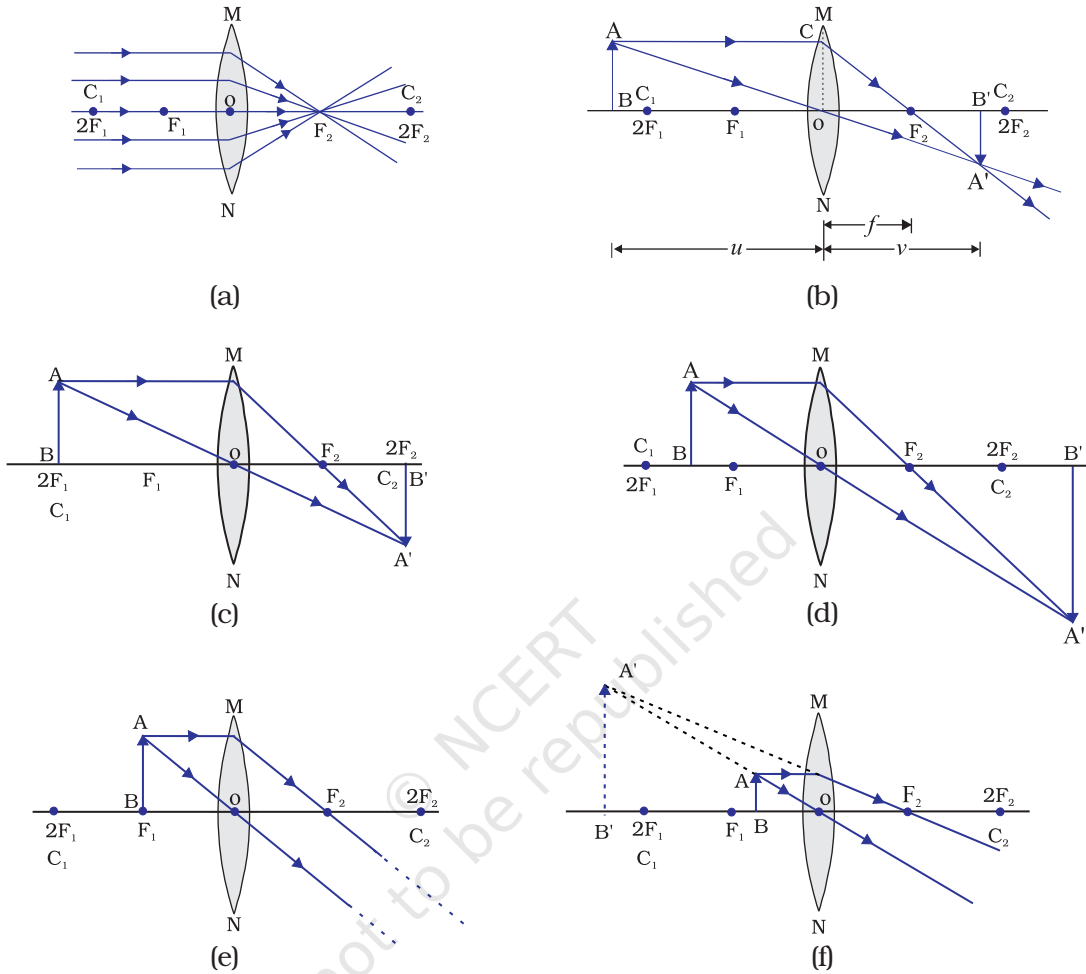 M
C₁ O C₂
2F₁ F₁ F₂ 2F₂
N
(a)
M
A C
B C₁ B' C₂
2F₁ F₁ O F₂ 2F₂
A'
N
f
u v
(b)
M
A
B O F₂ 2F₂
2F₁ F₁ C₂ B'
C₁
A'
N
(c)
M
A
C₁ B O F₂ 2F₂ B'
2F₁ F₁ C₂
N
A'
(d)
M
A
B O F₂ 2F₂
2F₁ F₁ C₂
C₁
N
(e)
A'
M
A
O F₂ 2F₂
B' 2F₁ F₁ B C₂
C₁
N
(f)
© NCERT
not to be republished